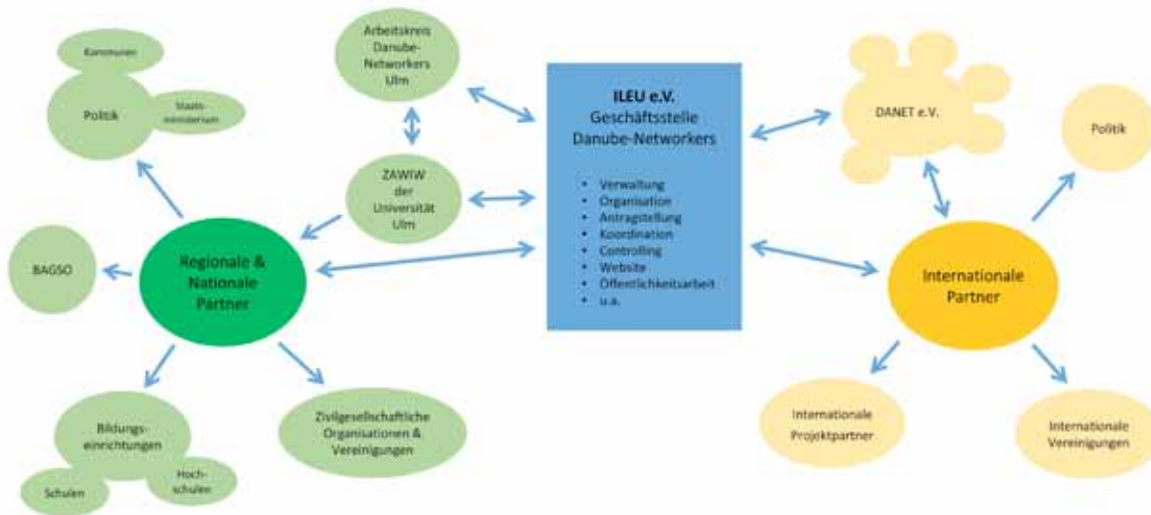 Kommunen
Politik
Staats-
ministerium
Arbeitskreis
Danube-
Networkers
Ulm
ZAWIW
der
Universität
Ulm
BAGSO
Regionale &
Nationale
Partner
Bildungs-
einrichtungen
Schulen
Hoch-
schulen
Zivilgesellschaftliche
Organisationen &
Vereinigungen
ILEU e.V.
Geschäftsstelle
Danube-Networkers
• Verwaltung
• Organisation
• Antragstellung
• Koordination
• Controlling
• Website
• Öffentlichkeitsarbeit
• u.a.
DANET e.V.
Politik
Internationale
Partner
Internationale
Projektpartner
Internationale
Vereinigungen